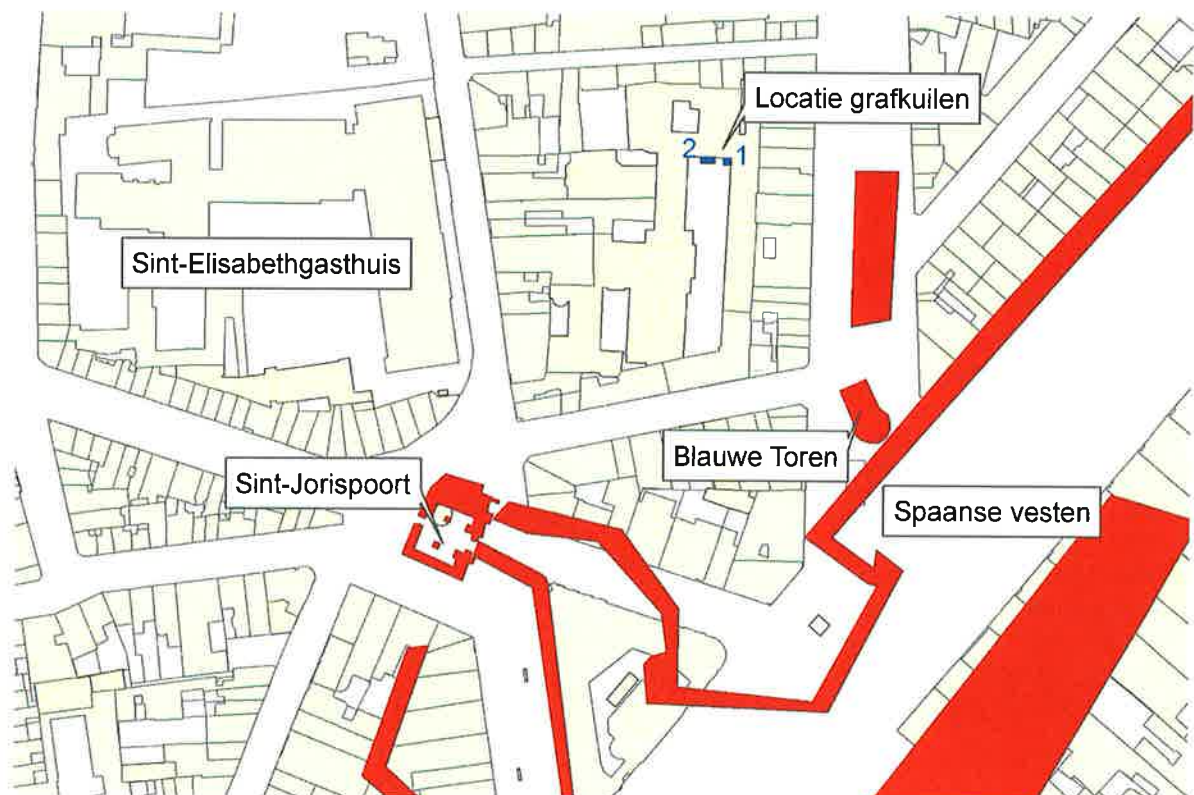 Locatie grafkuilen
2 1
Sint-Elisabethgasthuis
Blauwe Toren
Sint-Jorispoort
Spaanse vesten